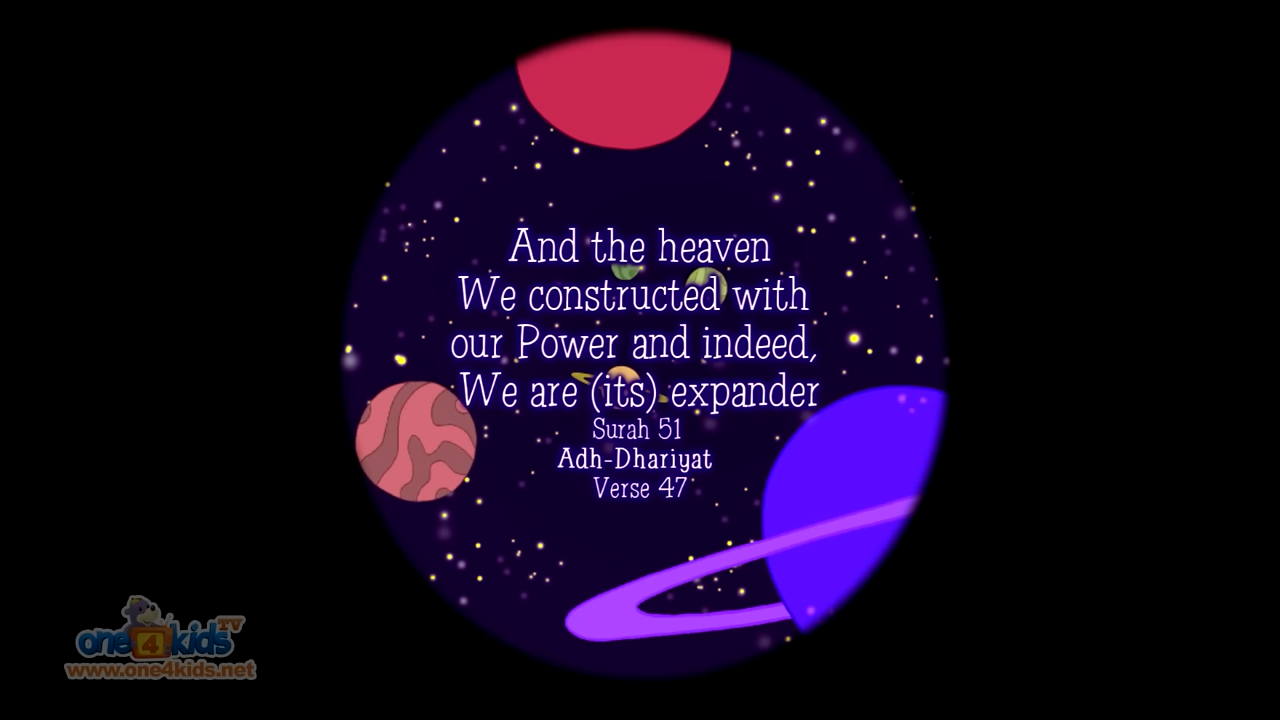 And the heaven
We constructed with
our Power and indeed,
We are (its) expander
Surah 51
Adh-Dhariyat
Verse 47
one4kids TV
www.one4kids.net